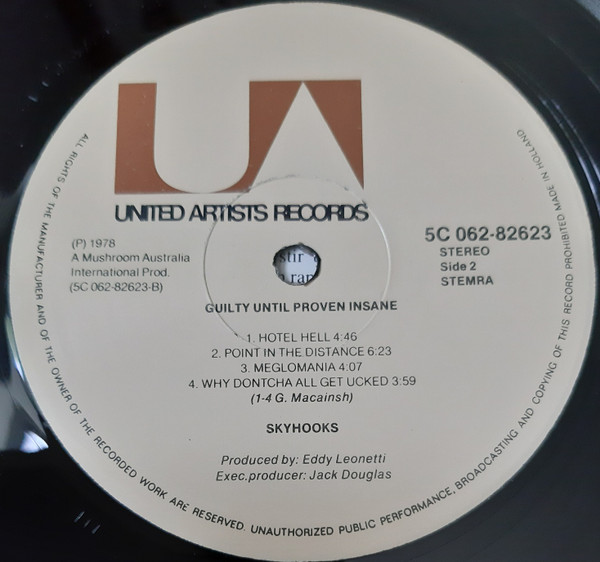 UA
UNITED ARTISTS RECORDS
(P) 1978
A Mushroom Australia
International Prod.
(5C 062-82623-B)
5C 062-82623
STEREO
Side 2
STEMRA
GUILTY UNTIL PROVEN INSANE
1. HOTEL HELL 4:46
2. POINT IN THE DISTANCE 6:23
3. MEGLOMANIA 4:07
4. WHY DONTCHA ALL GET UCKED 3:59
(1-4 G. Macainsh)
SKYHOOKS
Produced by: Eddy Leonetti
Exec.producer: Jack Douglas
ALL RIGHTS OF THE MANUFACTURER AND OF THE OWNER OF THE RECORDED WORK ARE RESERVED. UNAUTHORIZED PUBLIC PERFORMANCE, BROADCASTING AND COPYING OF THIS RECORD PROHIBITED MADE IN HOLLAND